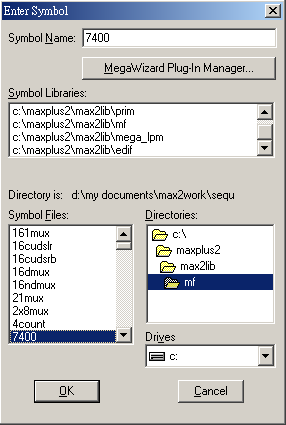 Enter Symbol
Symbol Name: 7400
MegaWizard Plug-In Manager...
Symbol Libraries:
c:\maxplus2\max2lib\prim
c:\maxplus2\max2lib\mf
c:\maxplus2\max2lib\mega_lpm
c:\maxplus2\max2lib\edif
Directory is: d:\my documents\max2work\sequ
Symbol Files:
161mux
16cudslr
16cudsrb
16dmux
16ndmux
21mux
2x8mux
4count
7400
Directories:
c:\
maxplus2
max2lib
mf
Drives
c:
OK
Cancel